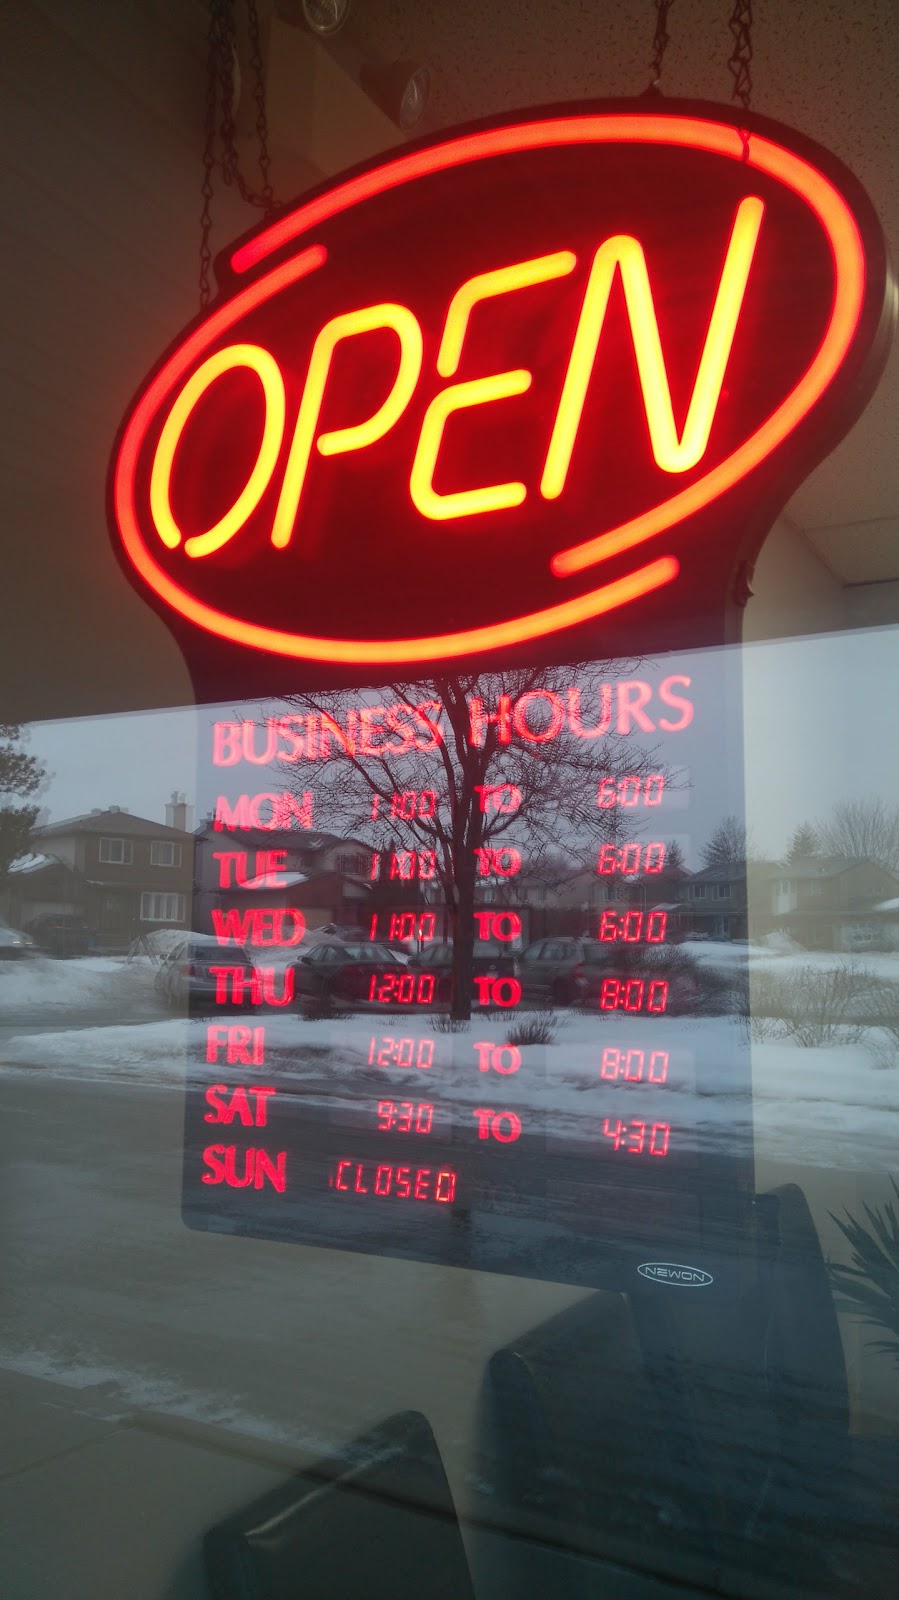 OPEN
BUSINESS HOURS
MON 11:00 TO 6:00
TUE 11:00 TO 6:00
WED 11:00 TO 6:00
THU 12:00 TO 8:00
FRI 12:00 TO 8:00
SAT 9:30 TO 4:30
SUN CLOSED
NEWON